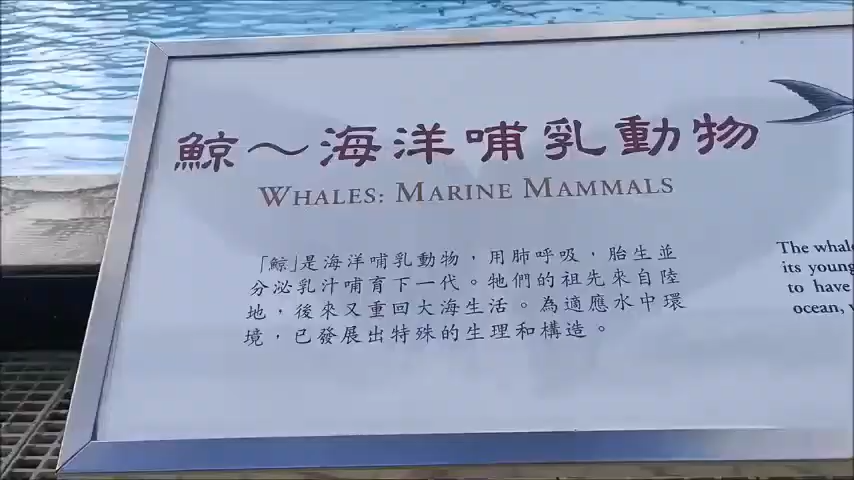 鯨～海洋哺乳動物
WHALES: MARINE MAMMALS
「鯨」是海洋哺乳動物，用肺呼吸，胎生並
分泌乳汁哺育下一代。牠們的祖先來自陸
地，後來又重回大海生活。為適應水中環
境，已發展出特殊的生理和構造。
The whale
its young
to have
ocean,